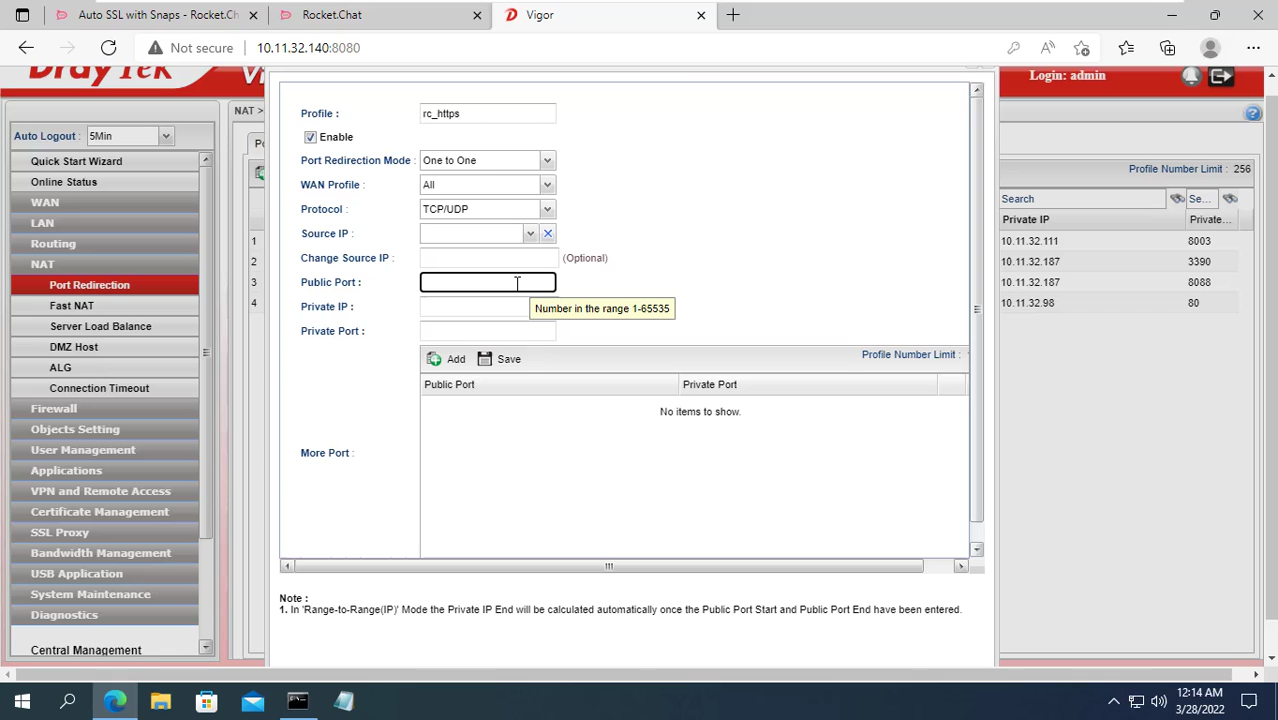 Auto SSL with Snaps - Rocket.Ch
Rocket.Chat
Vigor
Not secure
10.11.32.140:8080
DrayTek
Vi
Login: admin
Auto Logout :
5Min
Quick Start Wizard
Online Status
WAN
LAN
Routing
NAT
Port Redirection
Fast NAT
Server Load Balance
DMZ Host
ALG
Connection Timeout
Firewall
Objects Setting
User Management
Applications
VPN and Remote Access
Certificate Management
SSL Proxy
Bandwidth Management
USB Application
System Maintenance
Diagnostics
Central Management
NAT >
Po
1
2
3
4
Profile :
rc_https
Enable
Port Redirection Mode :
One to One
WAN Profile :
All
Protocol :
TCP/UDP
Source IP :
Change Source IP :
(Optional)
Public Port :
Private IP :
Number in the range 1-65535
Private Port :
Add
Save
Profile Number Limit :
Public Port
Private Port
No items to show.
More Port :
Note :
1. In 'Range-to-Range(IP)' Mode the Private IP End will be calculated automatically once the Public Port Start and Public Port End have been entered.
Profile Number Limit : 256
Search
Se...
Private IP
Private...
10.11.32.111
8003
10.11.32.187
3390
10.11.32.187
8088
10.11.32.98
80
12:14 AM
3/28/2022